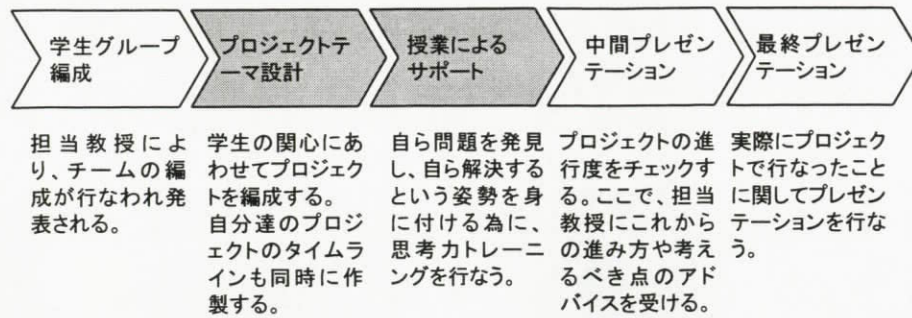 学生グループ
編成
プロジェクトテ
ーマ設計
授業による
サポート
中間プレゼン
テーション
最終プレゼン
テーション
担当教授によ
り、チームの編
成が行なわれ発
表される。
学生の関心にあ
わせてプロジェク
トを編成する。
自分達のプロジ
ェクトのタイムラ
インも同時に作
製する。
自ら問題を発見
し、自ら解決する
という姿勢を身
に付ける為に、
思考力トレーニ
ングを行なう。
プロジェクトの進
行度をチェックす
る。ここで、担当
教授にこれから
の進み方や考え
るべき点のアド
バイスを受ける。
実際にプロジェク
トで行なったこと
に関してプレゼン
テーションを行な
う。